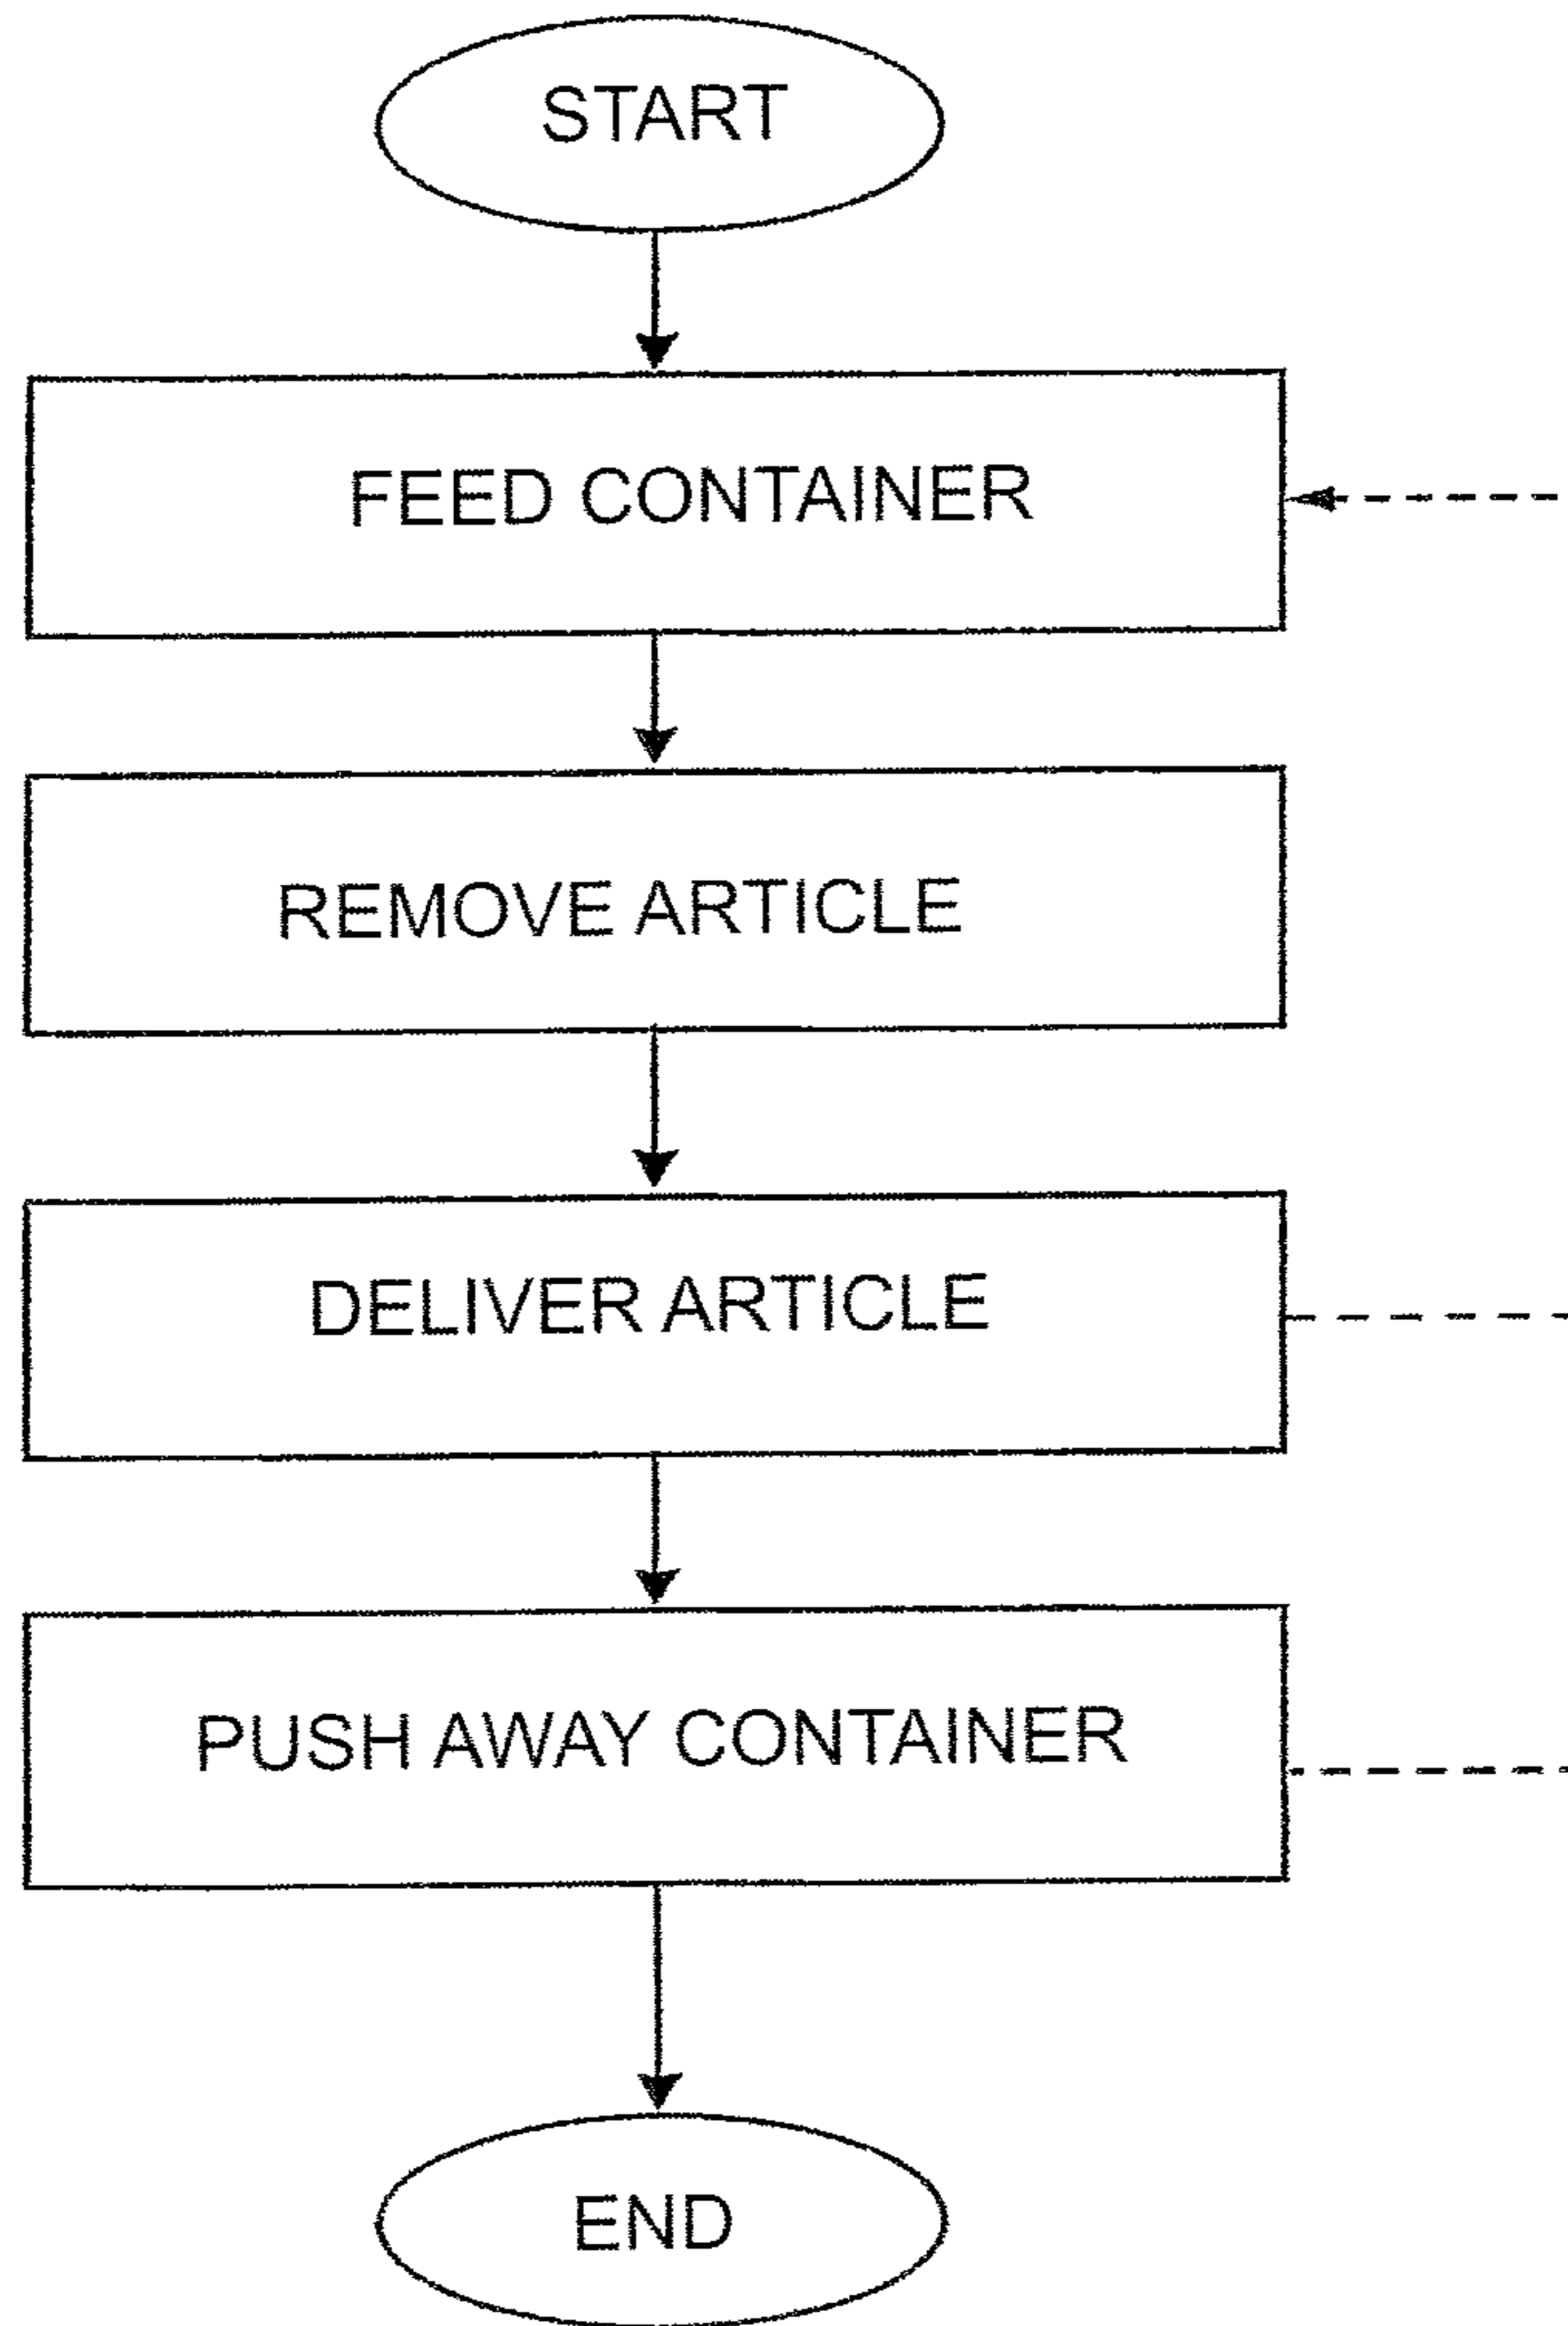 START
FEED CONTAINER
REMOVE ARTICLE
DELIVER ARTICLE
PUSH AWAY CONTAINER
END